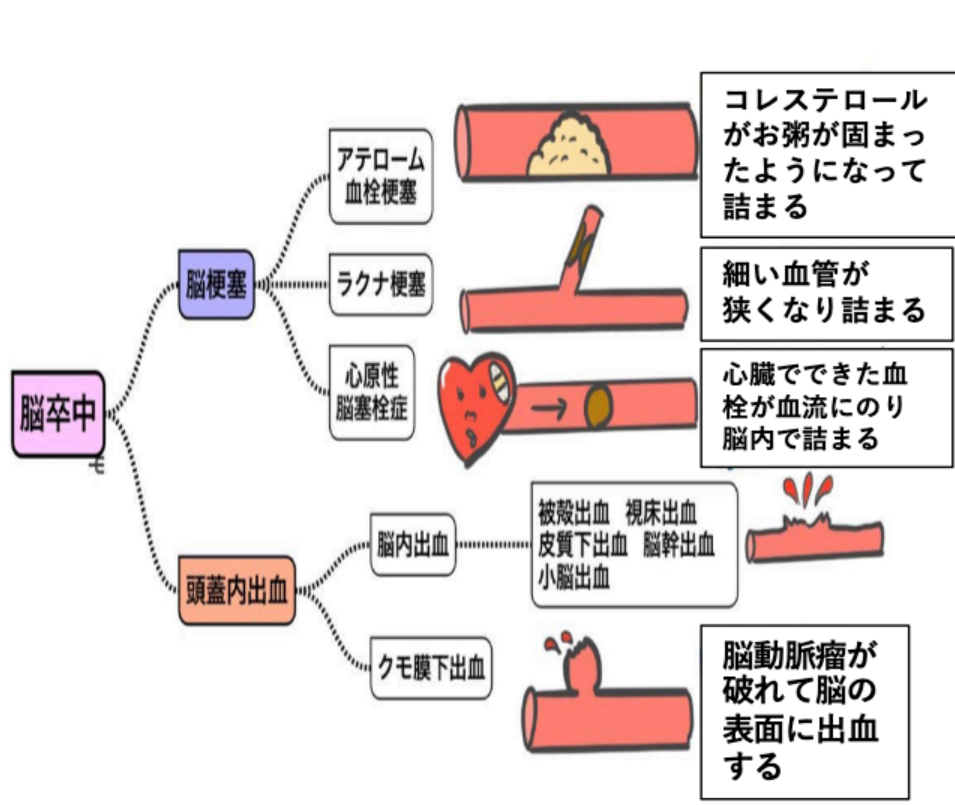 脳卒中
脳梗塞
アテローム
血栓梗塞
コレステロール
がお粥が固まっ
たようになって
詰まる
ラクナ梗塞
細い血管が
狭くなり詰まる
心原性
脳塞栓症
心臓でできた血
栓が血流にのり
脳内で詰まる
頭蓋内出血
脳内出血
被殻出血 視床出血
皮質下出血 脳幹出血
小脳出血
クモ膜下出血
脳動脈瘤が
破れて脳の
表面に出血
する